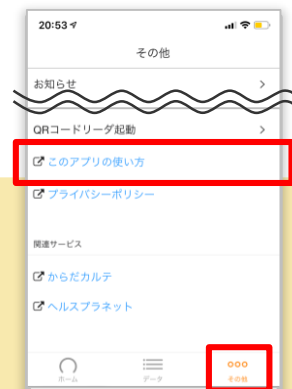 20:53
その他
お知らせ
QRコードリーダ起動
このアプリの使い方
プライバシーポリシー
関連サービス
からだカルテ
ヘルスプラネット
ホーム データ その他